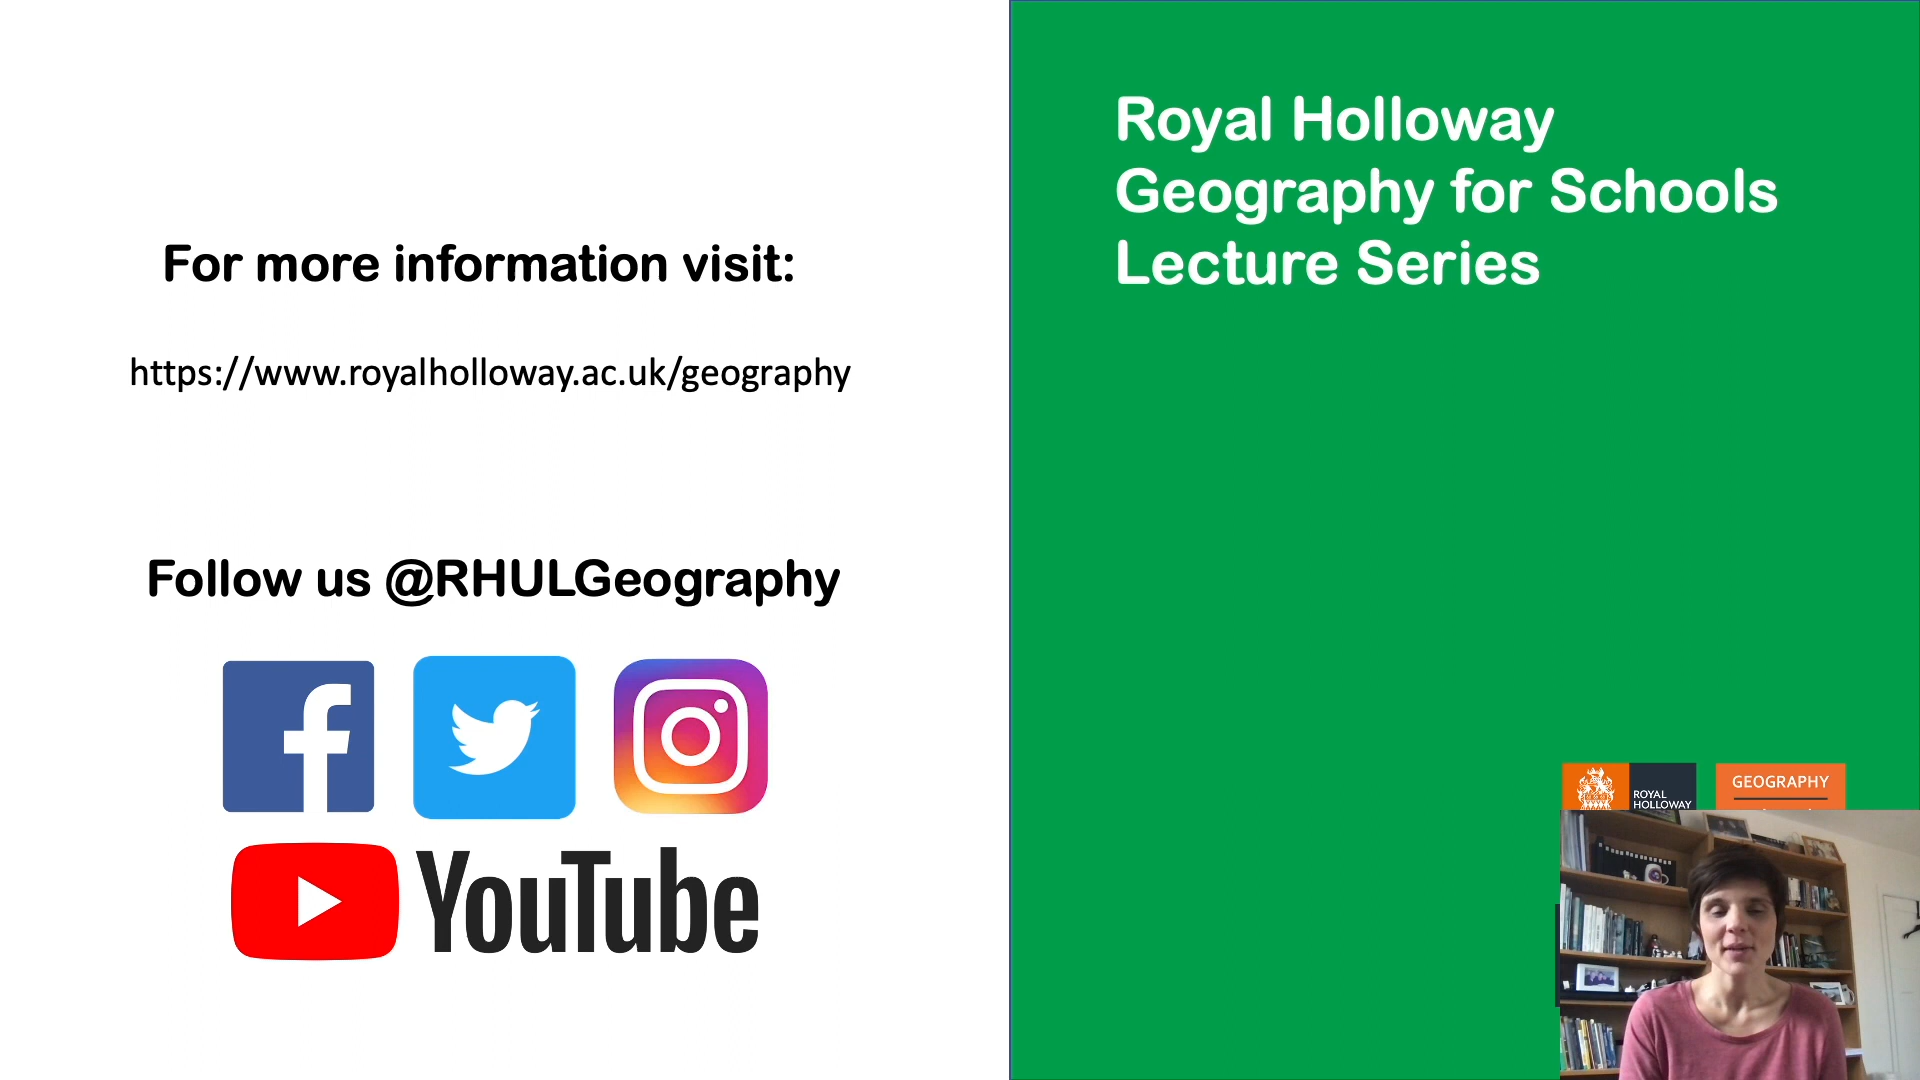 For more information visit:
https://www.royalholloway.ac.uk/geography
Follow us @RHULGeography
YouTube
Royal Holloway
Geography for Schools
Lecture Series
ROYAL
HOLLOWAY
GEOGRAPHY